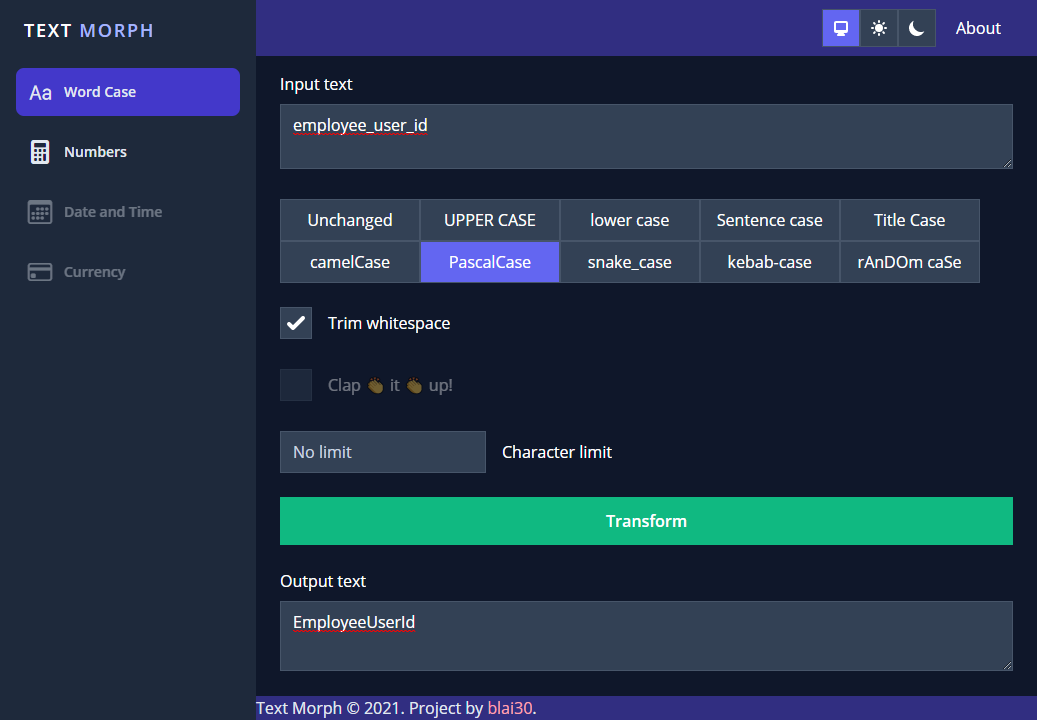 TEXT MORPH
About
Aa Word Case
Numbers
Date and Time
Currency
Input text
employee_user_id
Unchanged UPPER CASE lower case Sentence case Title Case
camelCase PascalCase snake_case kebab-case rAnDOm caSe
Trim whitespace
Clap 👏 it 👏 up!
No limit Character limit
Transform
Output text
EmployeeUserId
Text Morph © 2021. Project by blai30.